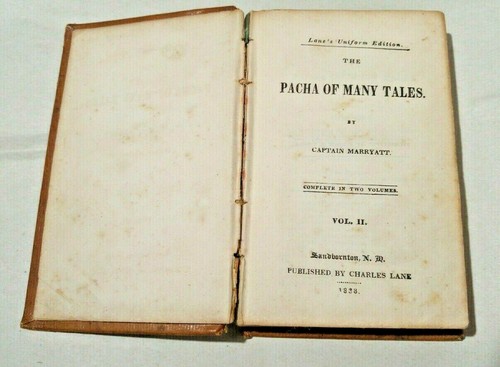 Lane's Uniform Edition.
THE
PACHA OF MANY TALES.
BY
CAPTAIN MARRYATT.
COMPLETE IN TWO VOLUMES.
VOL. II.
Sandbornton, N. H.
PUBLISHED BY CHARLES LANE
1838.